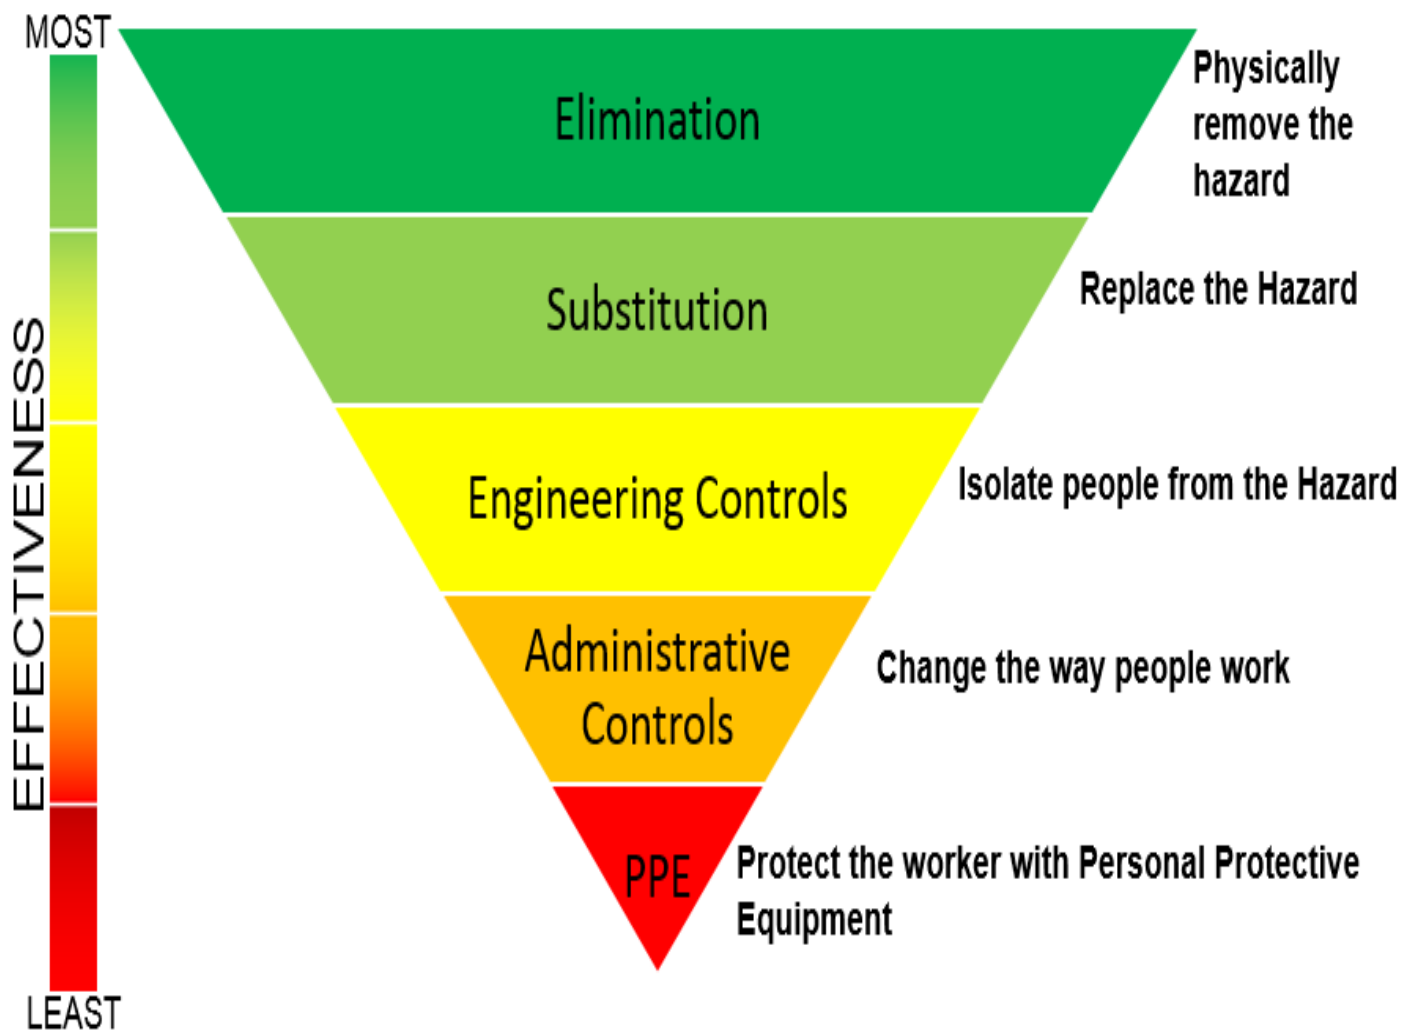 MOST
Elimination
Physically
remove the
hazard
Substitution
Replace the Hazard
EFFECTIVENESS
Engineering Controls
Isolate people from the Hazard
Administrative
Controls
Change the way people work
PPE
Protect the worker with Personal Protective
Equipment
LEAST